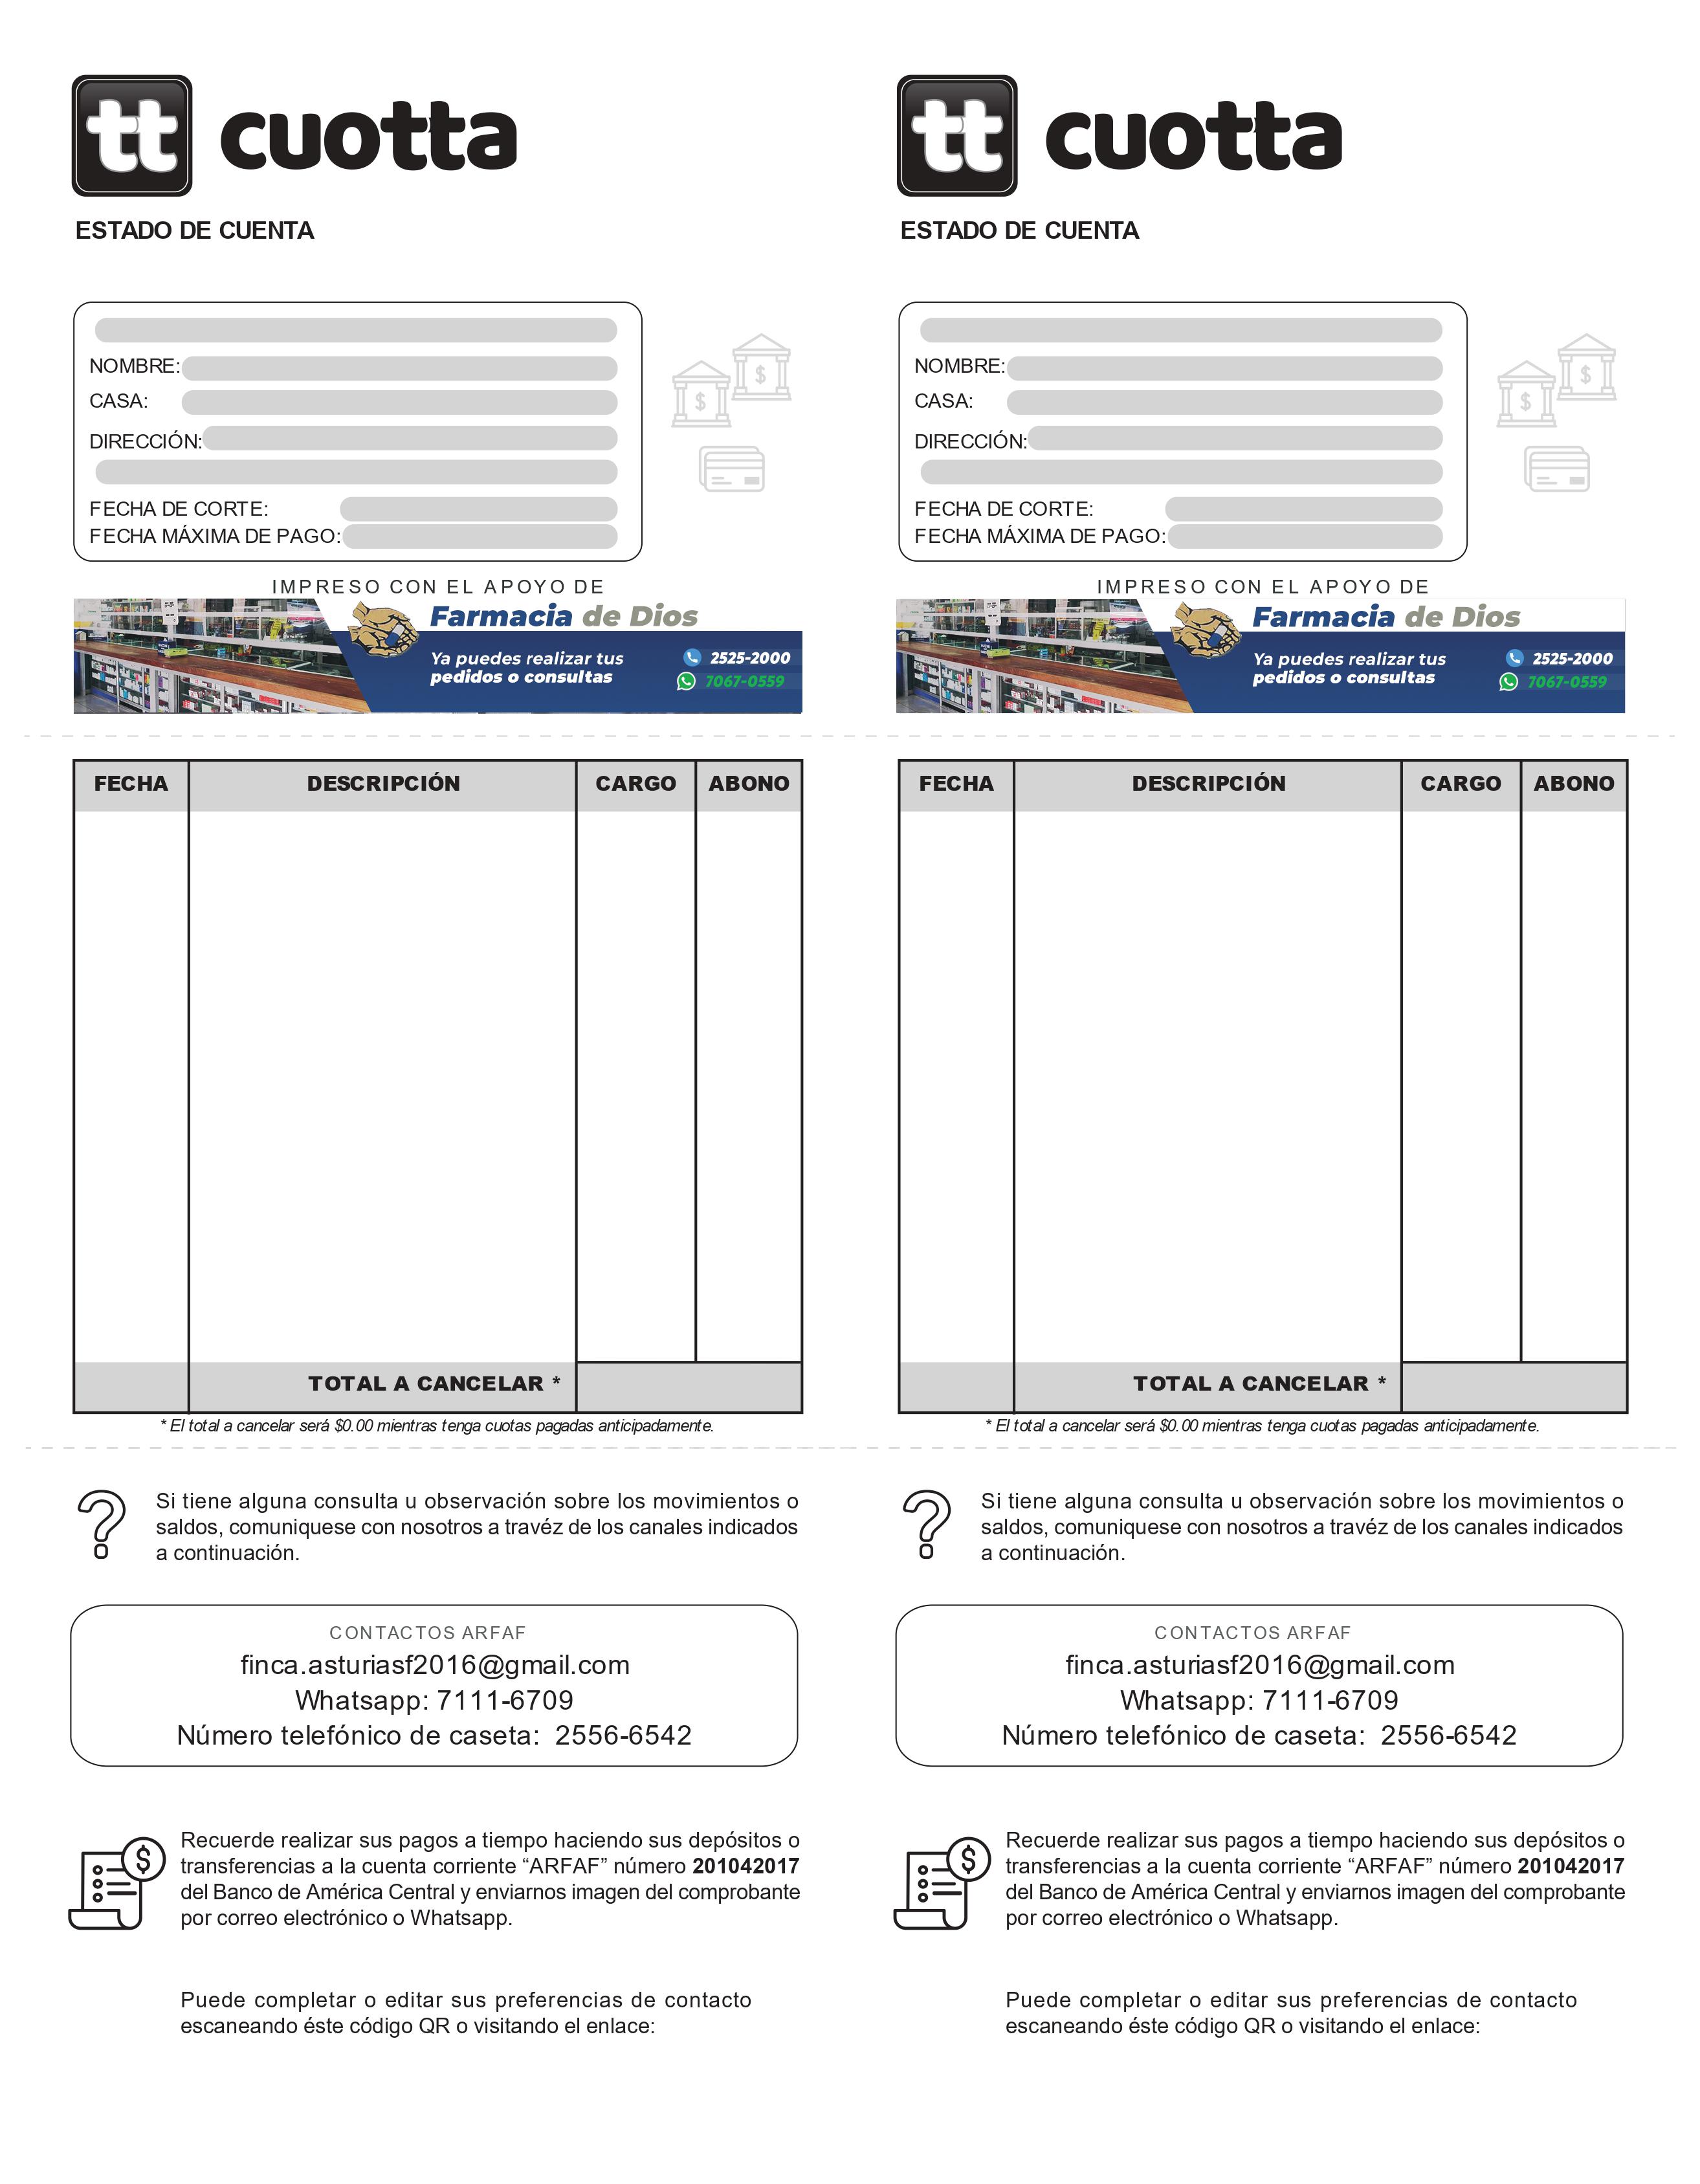 tt cuotta
ESTADO DE CUENTA
NOMBRE:
CASA:
DIRECCIÓN:
FECHA DE CORTE:
FECHA MÁXIMA DE PAGO:
IMPRESO CON EL APOYO DE
Farmacia de Dios
Ya puedes realizar tus
pedidos o consultas
2525-2000
7067-0559
FECHA DESCRIPCIÓN CARGO ABONO
TOTAL A CANCELAR *
* El total a cancelar será $0.00 mientras tenga cuotas pagadas anticipadamente.
Si tiene alguna consulta u observación sobre los movimientos o
saldos, comuniquese con nosotros a travéz de los canales indicados
a continuación.
CONTACTOS ARFAF
finca.asturiasf2016@gmail.com
Whatsapp: 7111-6709
Número telefónico de caseta: 2556-6542
Recuerde realizar sus pagos a tiempo haciendo sus depósitos o
transferencias a la cuenta corriente “ARFAF” número 201042017
del Banco de América Central y enviarnos imagen del comprobante
por correo electrónico o Whatsapp.
Puede completar o editar sus preferencias de contacto
escaneando éste código QR o visitando el enlace:
tt cuotta
ESTADO DE CUENTA
NOMBRE:
CASA:
DIRECCIÓN:
FECHA DE CORTE:
FECHA MÁXIMA DE PAGO:
IMPRESO CON EL APOYO DE
Farmacia de Dios
Ya puedes realizar tus
pedidos o consultas
2525-2000
7067-0559
FECHA DESCRIPCIÓN CARGO ABONO
TOTAL A CANCELAR *
* El total a cancelar será $0.00 mientras tenga cuotas pagadas anticipadamente.
Si tiene alguna consulta u observación sobre los movimientos o
saldos, comuniquese con nosotros a travéz de los canales indicados
a continuación.
CONTACTOS ARFAF
finca.asturiasf2016@gmail.com
Whatsapp: 7111-6709
Número telefónico de caseta: 2556-6542
Recuerde realizar sus pagos a tiempo haciendo sus depósitos o
transferencias a la cuenta corriente “ARFAF” número 201042017
del Banco de América Central y enviarnos imagen del comprobante
por correo electrónico o Whatsapp.
Puede completar o editar sus preferencias de contacto
escaneando éste código QR o visitando el enlace: